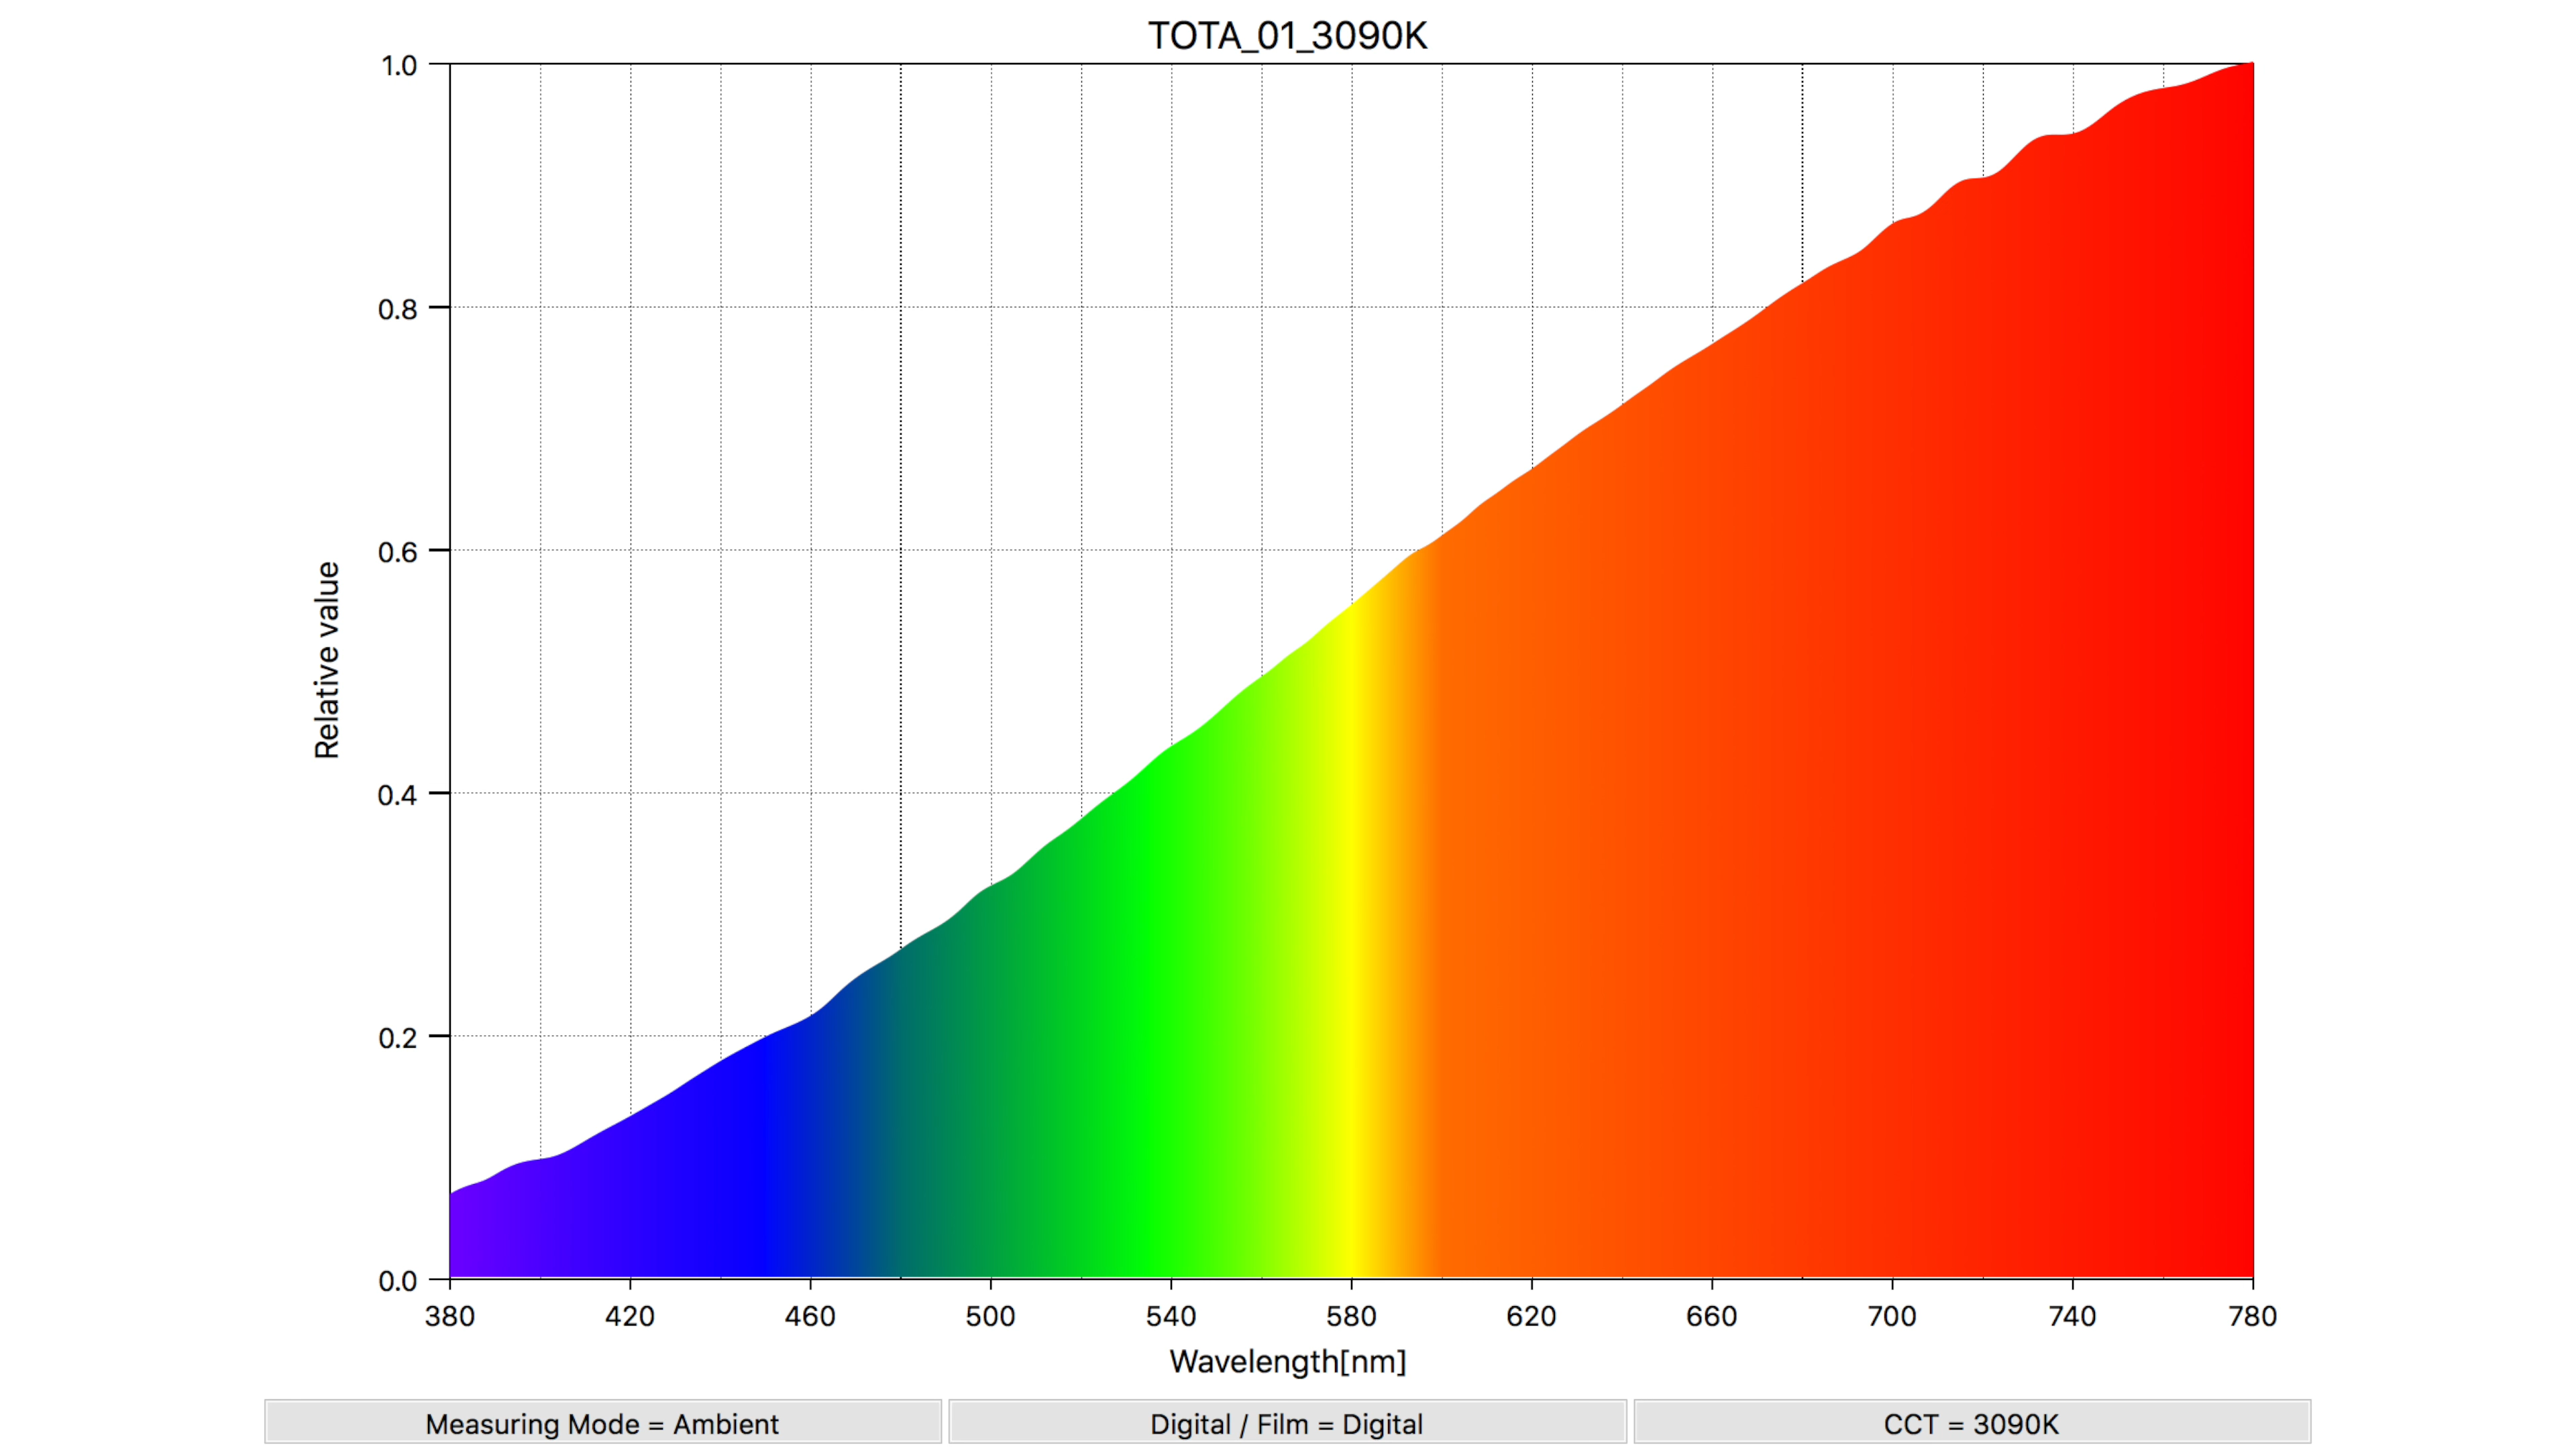 TOTA_01_3090K
1.0
0.8
0.6
0.4
0.2
0.0
Relative value
380 420 460 500 540 580 620 660 700 740 780
Wavelength[nm]
Measuring Mode = Ambient
Digital / Film = Digital
CCT = 3090K